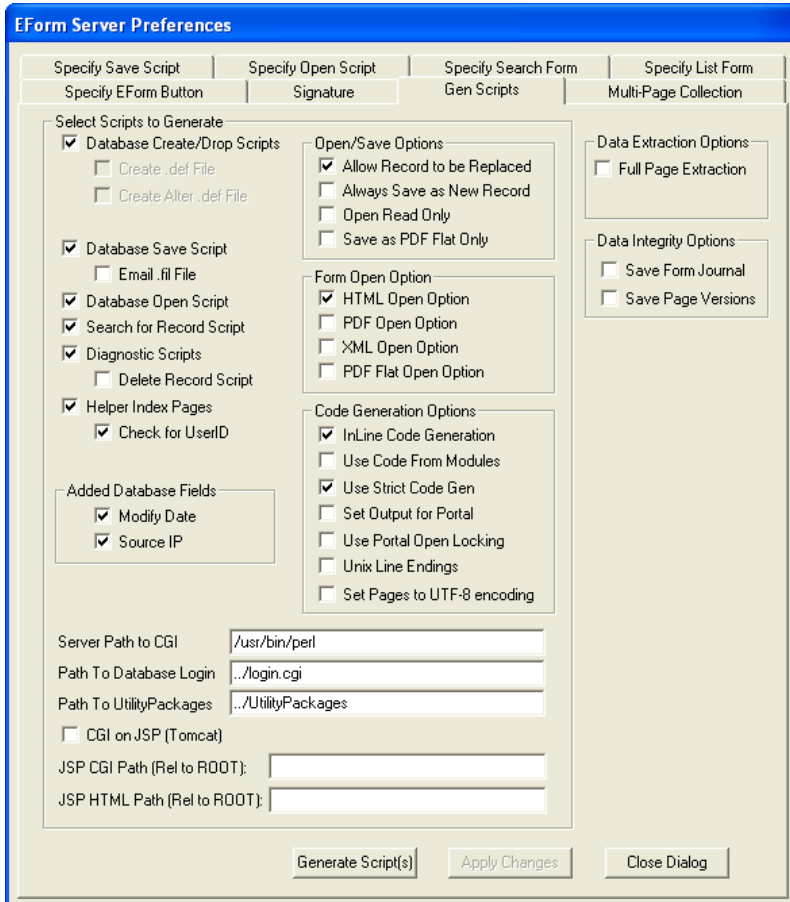 EForm Server Preferences
Specify Save Script
Specify Open Script
Specify Search Form
Specify List Form
Specify EForm Button
Signature
Gen Scripts
Multi-Page Collection
Select Scripts to Generate
Database Create/Drop Scripts
Create .def File
Create Alter .def File
Database Save Script
Email .fil File
Database Open Script
Search for Record Script
Diagnostic Scripts
Delete Record Script
Helper Index Pages
Check for UserID
Added Database Fields
Modify Date
Source IP
Open/Save Options
Allow Record to be Replaced
Always Save as New Record
Open Read Only
Save as PDF Flat Only
Form Open Option
HTML Open Option
PDF Open Option
XML Open Option
PDF Flat Open Option
Code Generation Options
InLine Code Generation
Use Code From Modules
Use Strict Code Gen
Set Output for Portal
Use Portal Open Locking
Unix Line Endings
Set Pages to UTF-8 encoding
Data Extraction Options
Full Page Extraction
Data Integrity Options
Save Form Journal
Save Page Versions
Server Path to CGI /usr/bin/perl
Path To Database Login ../login.cgi
Path To UtilityPackages ../UtilityPackages
CGI on JSP (Tomcat)
JSP CGI Path (Rel to ROOT):
JSP HTML Path (Rel to ROOT):
Generate Script(s)
Apply Changes
Close Dialog